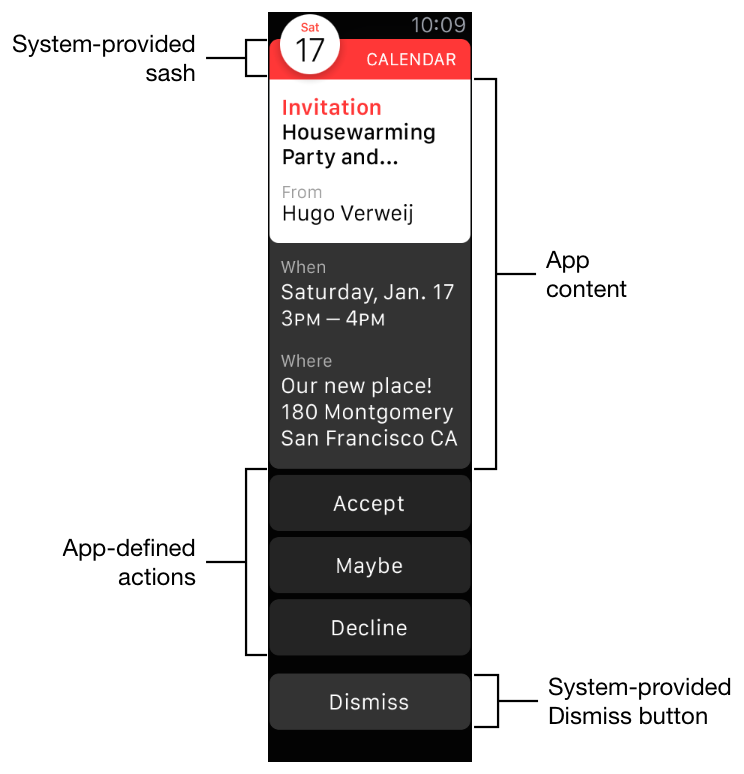 10:09
Sat
17
CALENDAR
System-provided
sash
Invitation
Housewarming
Party and...
From
Hugo Verweij
App
content
When
Saturday, Jan. 17
3PM – 4PM
Where
Our new place!
180 Montgomery
San Francisco CA
App-defined
actions
Accept
Maybe
Decline
Dismiss
System-provided
Dismiss button